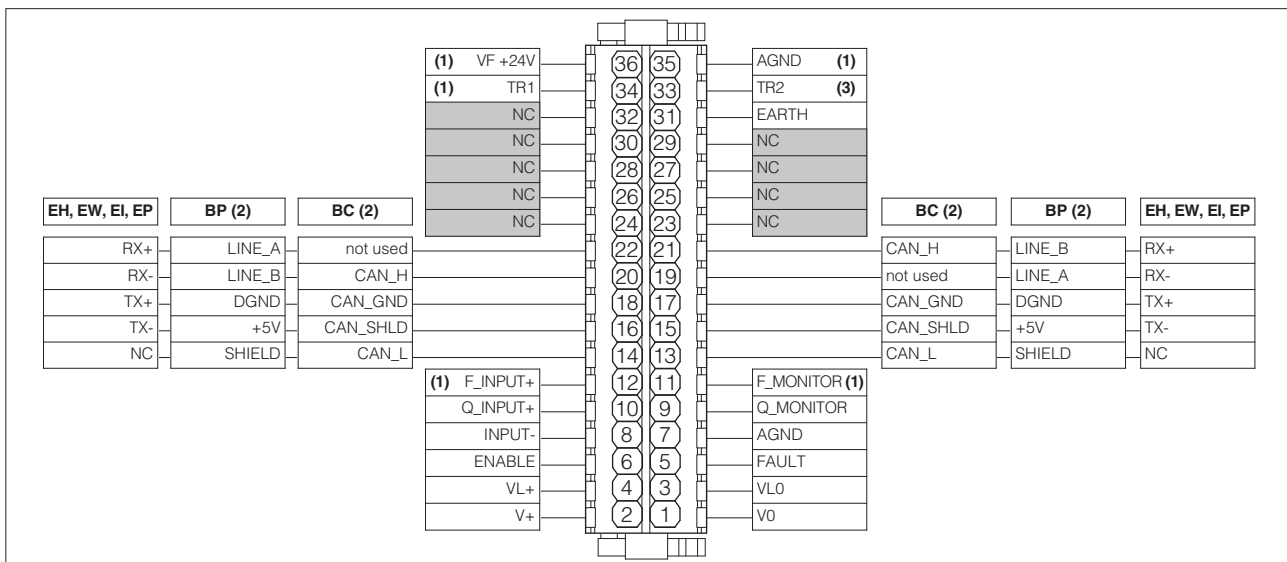 (1) VF +24V 36 35 AGND (1)
(1) TR1 34 33 TR2 (3)
NC 32 31 EARTH
NC 30 29 NC
NC 28 27 NC
NC 26 25 NC
NC 24 23 NC
EH, EW, EI, EP BP (2) BC (2) BC (2) BP (2) EH, EW, EI, EP
RX+ LINE_A not used 22 21 CAN_H LINE_B RX+
RX- LINE_B CAN_H 20 19 not used LINE_A RX-
TX+ DGND CAN_GND 18 17 CAN_GND DGND TX+
TX- +5V CAN_SHLD 16 15 CAN_SHLD +5V TX-
NC SHIELD CAN_L 14 13 CAN_L SHIELD NC
(1) F_INPUT+ 12 11 F_MONITOR (1)
Q_INPUT+ 10 9 Q_MONITOR
INPUT- 8 7 AGND
ENABLE 6 5 FAULT
VL+ 4 3 VL0
V+ 2 1 V0